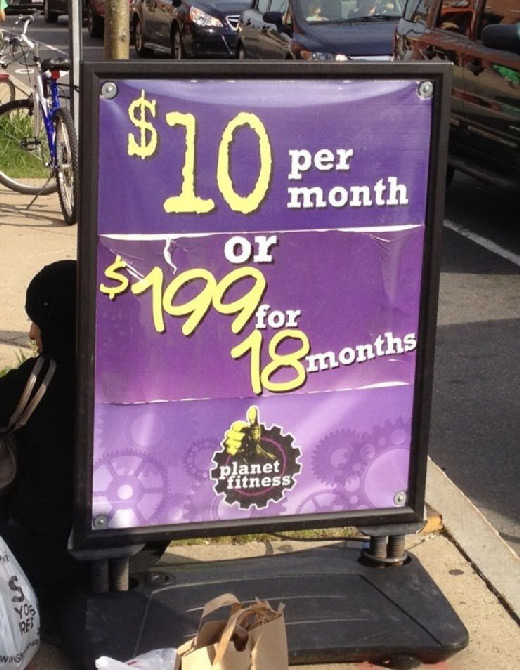 $10 per
month
or
$199 for
18 months
planet
fitness